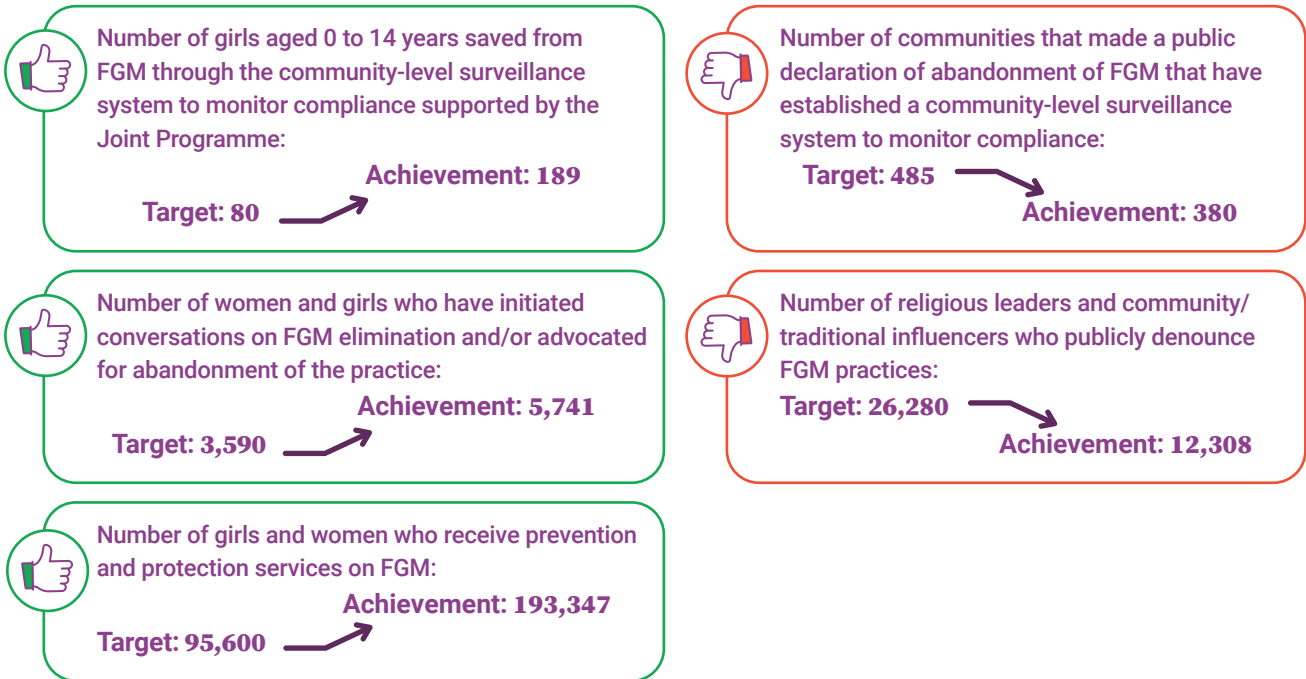 Number of girls aged 0 to 14 years saved from
FGM through the community-level surveillance
system to monitor compliance supported by the
Joint Programme:
Achievement: 189
Target: 80
Number of women and girls who have initiated
conversations on FGM elimination and/or advocated
for abandonment of the practice:
Achievement: 5,741
Target: 3,590
Number of girls and women who receive prevention
and protection services on FGM:
Achievement: 193,347
Target: 95,600
Number of communities that made a public
declaration of abandonment of FGM that have
established a community-level surveillance
system to monitor compliance:
Target: 485
Achievement: 380
Number of religious leaders and community/
traditional influencers who publicly denounce
FGM practices:
Target: 26,280
Achievement: 12,308